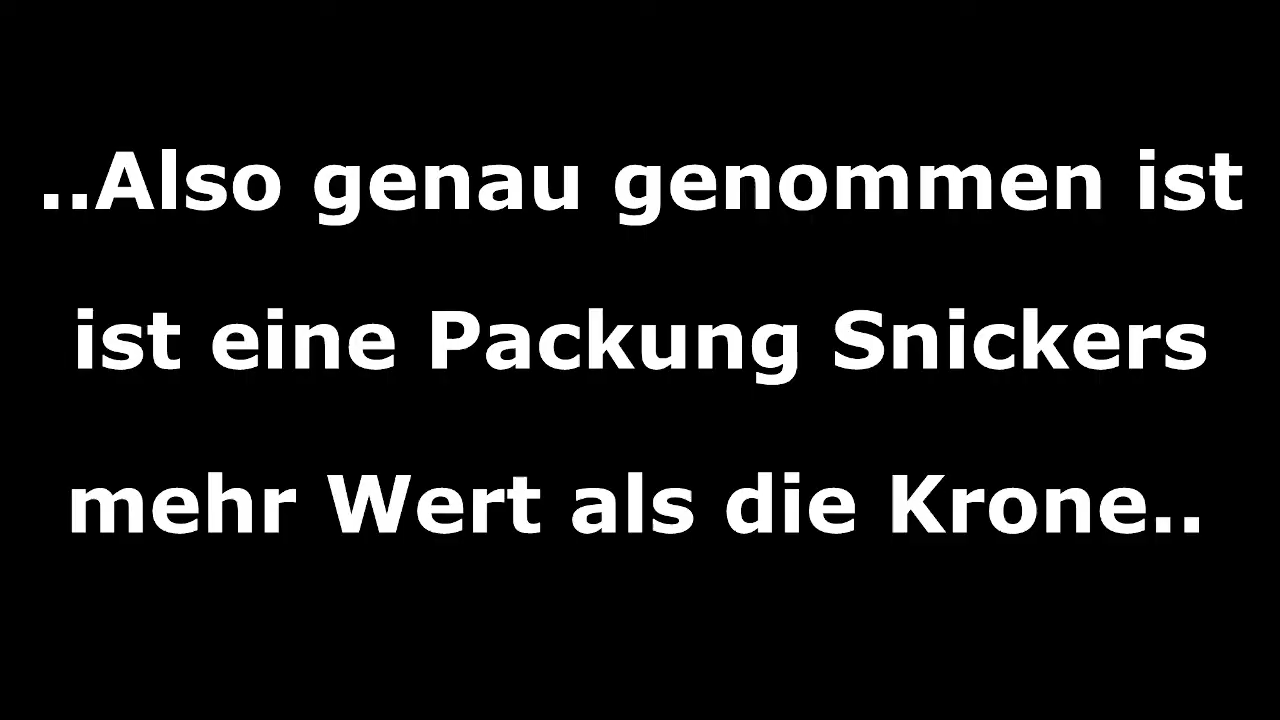 ..Also genau genommen ist
ist eine Packung Snickers
mehr Wert als die Krone..